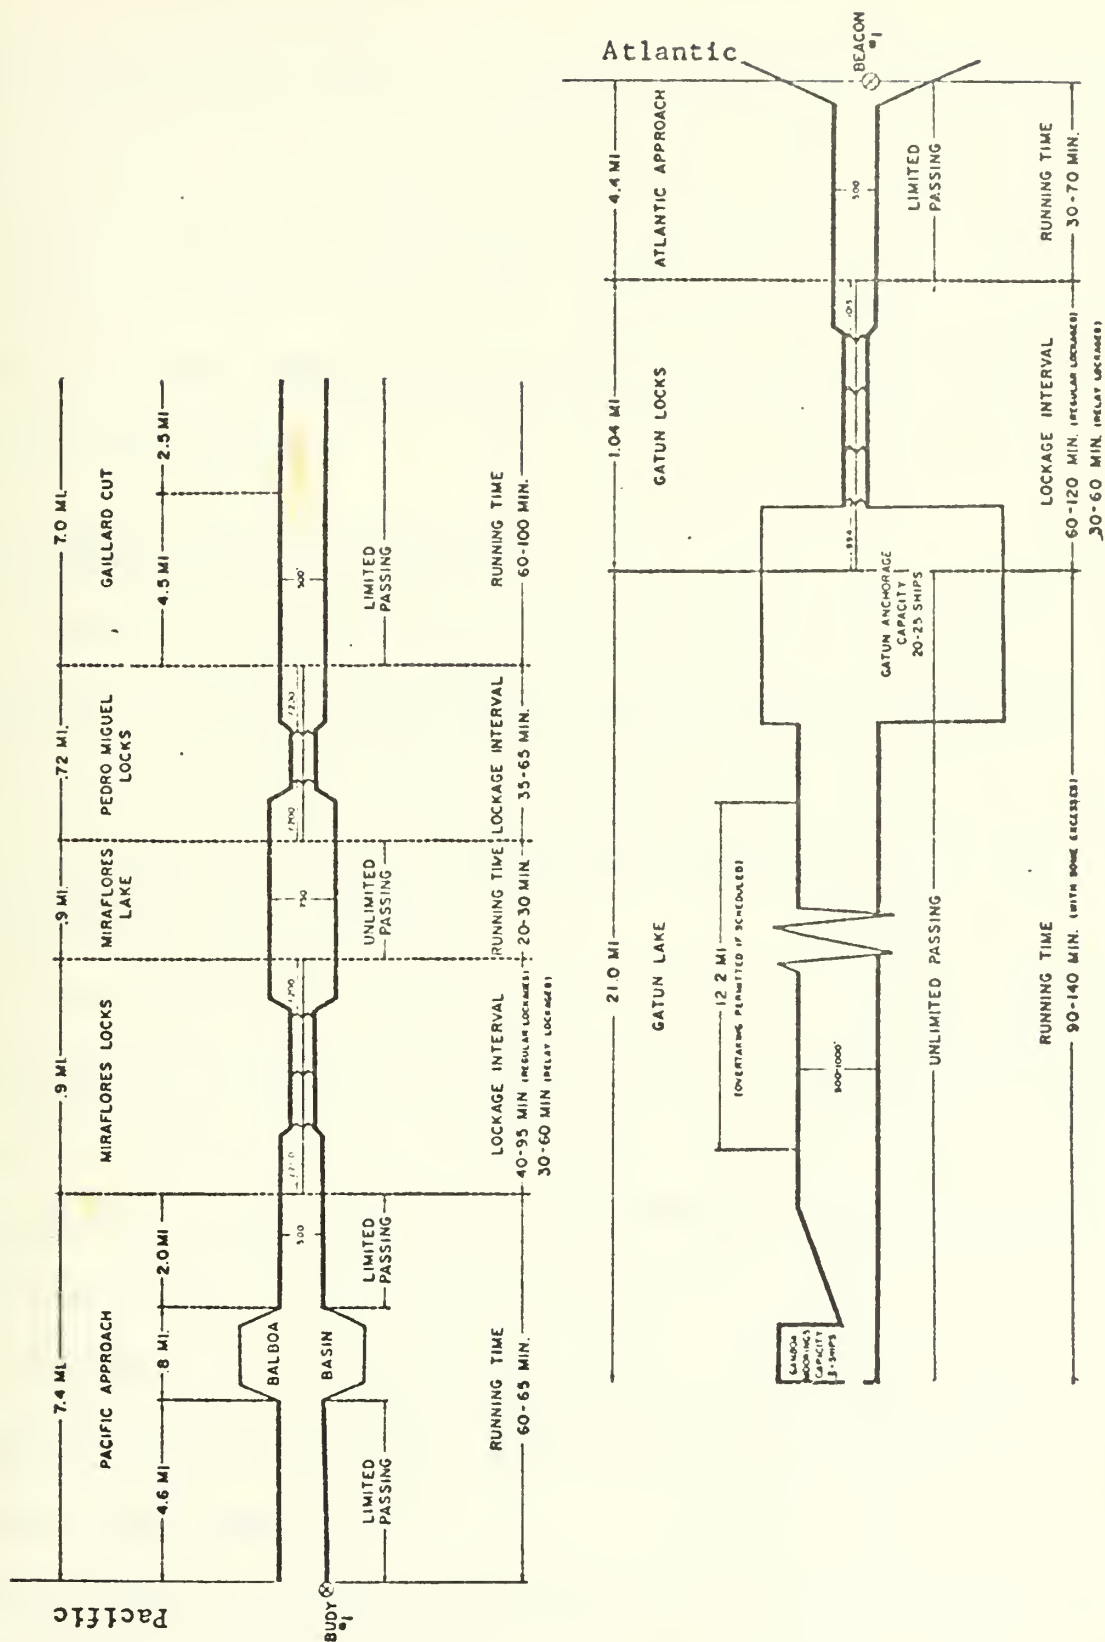 Pacific
BUOY
#1
7.4 MI.
PACIFIC APPROACH
4.6 MI
.8 MI.
2.0MI
BALBOA
BASIN
500
LIMITED
PASSING
LIMITED
PASSING
RUNNING TIME
60-65 MIN.
.9 MI.
MIRAFLORES LOCKS
1200
LOCKAGE INTERVAL
40-95 MIN (REGULAR LOCKAGES)
30-60 MIN (RELAY LOCKAGES)
.9 MI.
MIRAFLORES
LAKE
750
UNLIMITED
PASSING
RUNNING TIME
20-30 MIN.
.72 MI.
PEDRO MIGUEL
LOCKS
1200
1200
LOCKAGE INTERVAL
35-65 MIN.
7.0 MI.
GAILLARD CUT
4.5 MI
2.5 MI
500'
LIMITED
PASSING
RUNNING TIME
60-100 MIN.
21.0 MI
GATUN LAKE
12.2 MI
(OVERTAKING PERMITTED IF SCHEDULED)
GAMBOA
MOORINGS
CAPACITY
SHIPS
500-1000'
UNLIMITED PASSING
GATUN ANCHORAGE
CAPACITY
20-25 SHIPS
RUNNING TIME
90-140 MIN. (WITH SOME EXCESSES)
1.04 MI
GATUN LOCKS
LOCKAGE INTERVAL
60-120 MIN. (REGULAR LOCKAGES)
30-60 MIN. (RELAY LOCKAGES)
4.4 MI
ATLANTIC APPROACH
500
LIMITED
PASSING
RUNNING TIME
30-70 MIN.
Atlantic
BEACON
#1